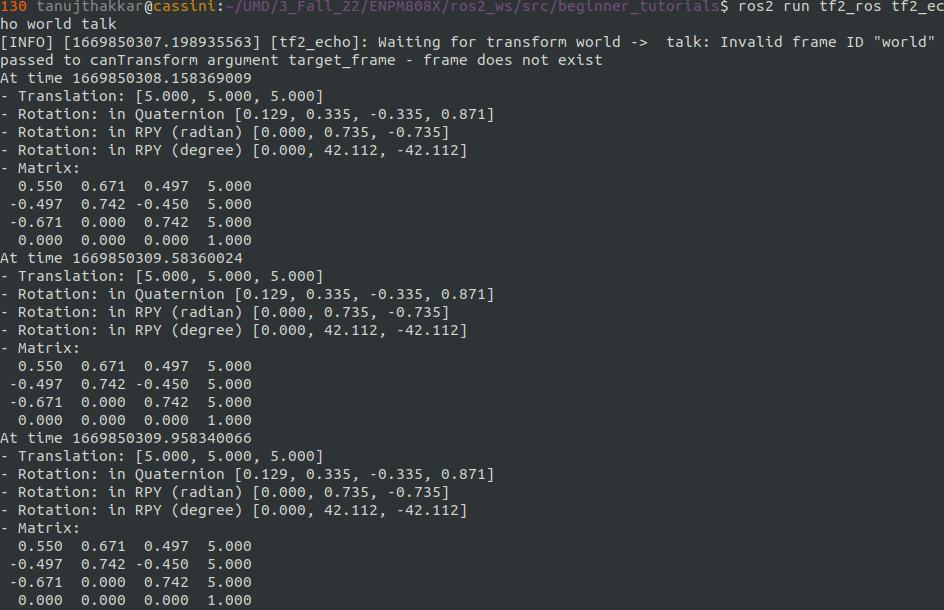 130 tanujthakkar@cassini:~/UMD/3_Fall_22/ENPM808X/ros2_ws/src/beginner_tutorials$ ros2 run tf2_ros tf2_ec
ho world talk
[INFO] [1669850307.198935563] [tf2_echo]: Waiting for transform world ->  talk: Invalid frame ID "world"
passed to canTransform argument target_frame - frame does not exist
At time 1669850308.158369009
- Translation: [5.000, 5.000, 5.000]
- Rotation: in Quaternion [0.129, 0.335, -0.335, 0.871]
- Rotation: in RPY (radian) [0.000, 0.735, -0.735]
- Rotation: in RPY (degree) [0.000, 42.112, -42.112]
- Matrix:
  0.550  0.671  0.497  5.000
 -0.497  0.742 -0.450  5.000
 -0.671  0.000  0.742  5.000
  0.000  0.000  0.000  1.000
At time 1669850309.58360024
- Translation: [5.000, 5.000, 5.000]
- Rotation: in Quaternion [0.129, 0.335, -0.335, 0.871]
- Rotation: in RPY (radian) [0.000, 0.735, -0.735]
- Rotation: in RPY (degree) [0.000, 42.112, -42.112]
- Matrix:
  0.550  0.671  0.497  5.000
 -0.497  0.742 -0.450  5.000
 -0.671  0.000  0.742  5.000
  0.000  0.000  0.000  1.000
At time 1669850309.958340066
- Translation: [5.000, 5.000, 5.000]
- Rotation: in Quaternion [0.129, 0.335, -0.335, 0.871]
- Rotation: in RPY (radian) [0.000, 0.735, -0.735]
- Rotation: in RPY (degree) [0.000, 42.112, -42.112]
- Matrix:
  0.550  0.671  0.497  5.000
 -0.497  0.742 -0.450  5.000
 -0.671  0.000  0.742  5.000
  0.000  0.000  0.000  1.000